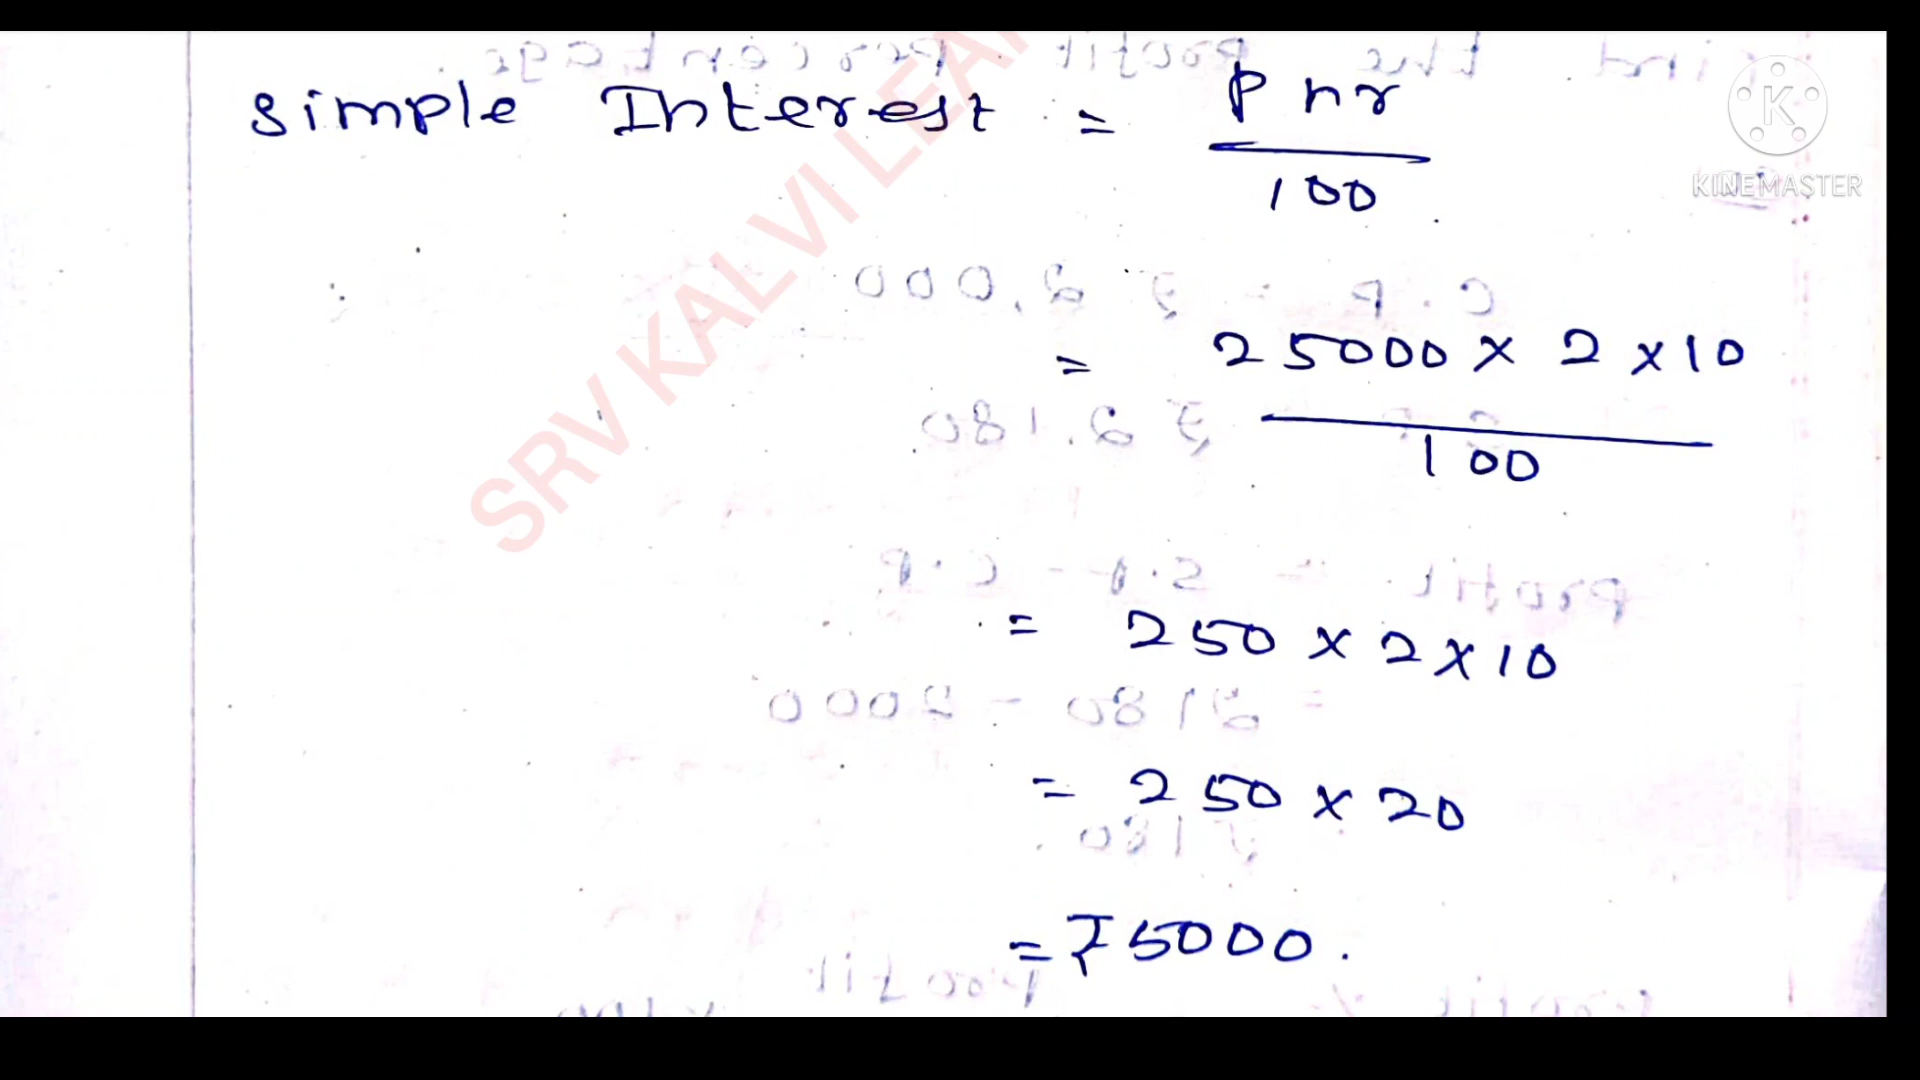 Simple Interest = pnr
100
= 25000 x 2 x 10
100
= 250 x 2 x 10
= 250 x 20
= ₹ 5000.
SRV KALVI LEA
K
KINEMASTER